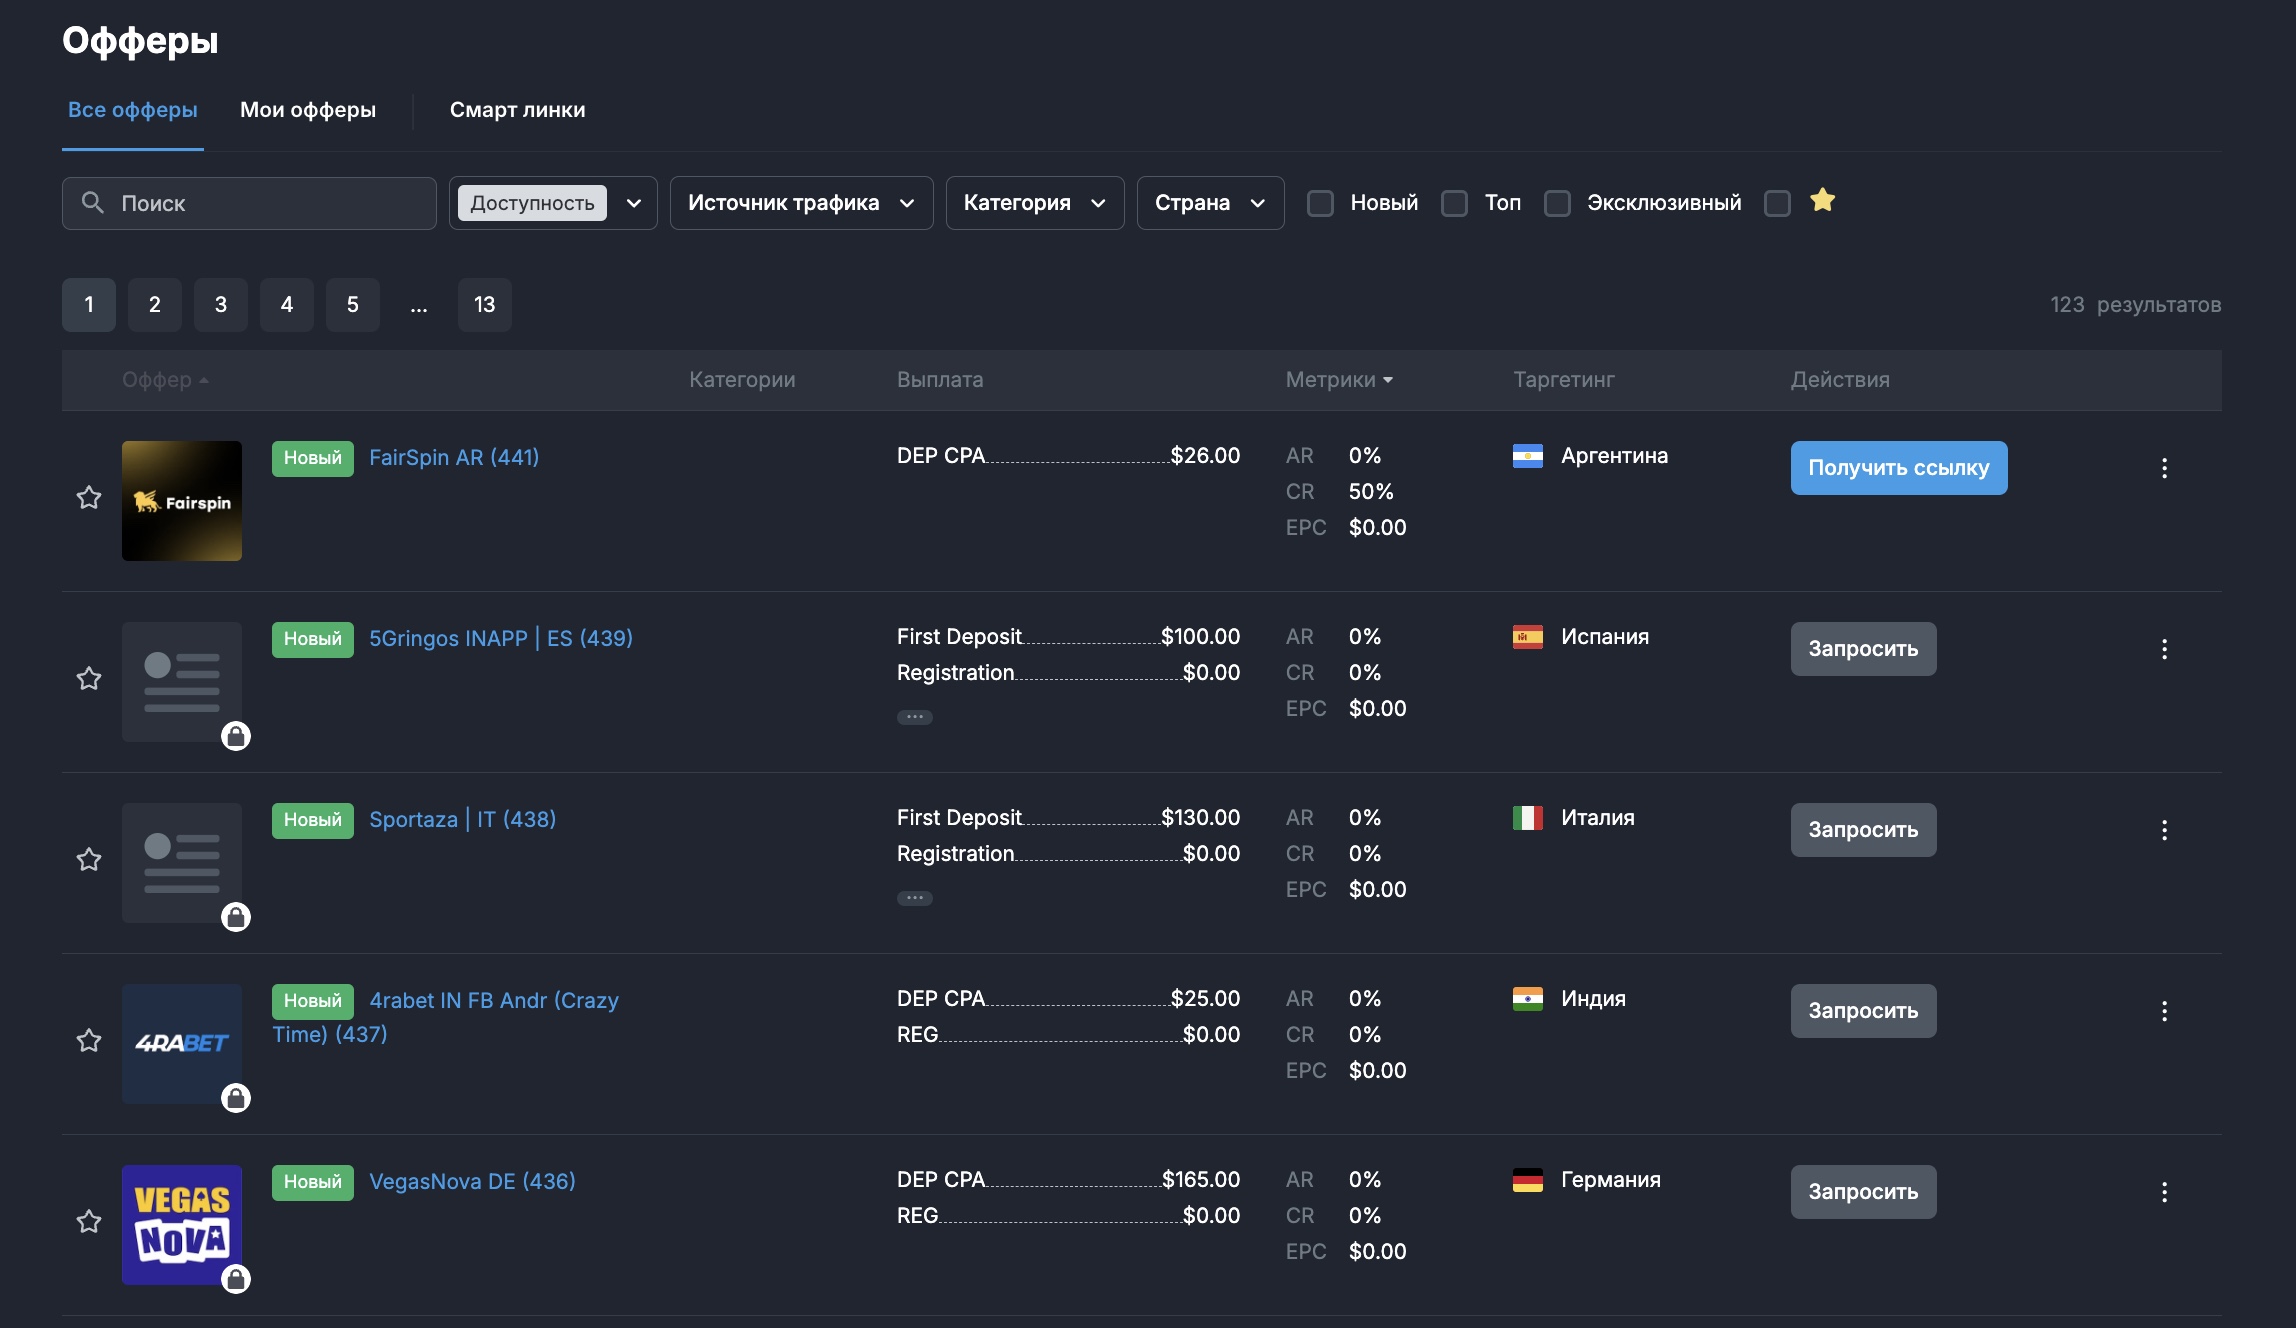 Офферы
Все офферы Мои офферы Смарт линки
Поиск Доступность Источник трафика Категория Страна Новый Топ Эксклюзивный
1 2 3 4 5 ... 13 123 результатов
Оффер Категории Выплата Метрики Таргетинг Действия
Fairspin
Новый FairSpin AR (441)
DEP CPA $26.00
AR 0%
CR 50%
EPC $0.00
Аргентина
Получить ссылку
Новый 5Gringos INAPP | ES (439)
First Deposit $100.00
Registration $0.00
...
AR 0%
CR 0%
EPC $0.00
Испания
Запросить
Новый Sportaza | IT (438)
First Deposit $130.00
Registration $0.00
...
AR 0%
CR 0%
EPC $0.00
Италия
Запросить
4RABET
Новый 4rabet IN FB Andr (Crazy
Time) (437)
DEP CPA $25.00
REG $0.00
AR 0%
CR 0%
EPC $0.00
Индия
Запросить
VEGAS
NOVA
Новый VegasNova DE (436)
DEP CPA $165.00
REG $0.00
AR 0%
CR 0%
EPC $0.00
Германия
Запросить